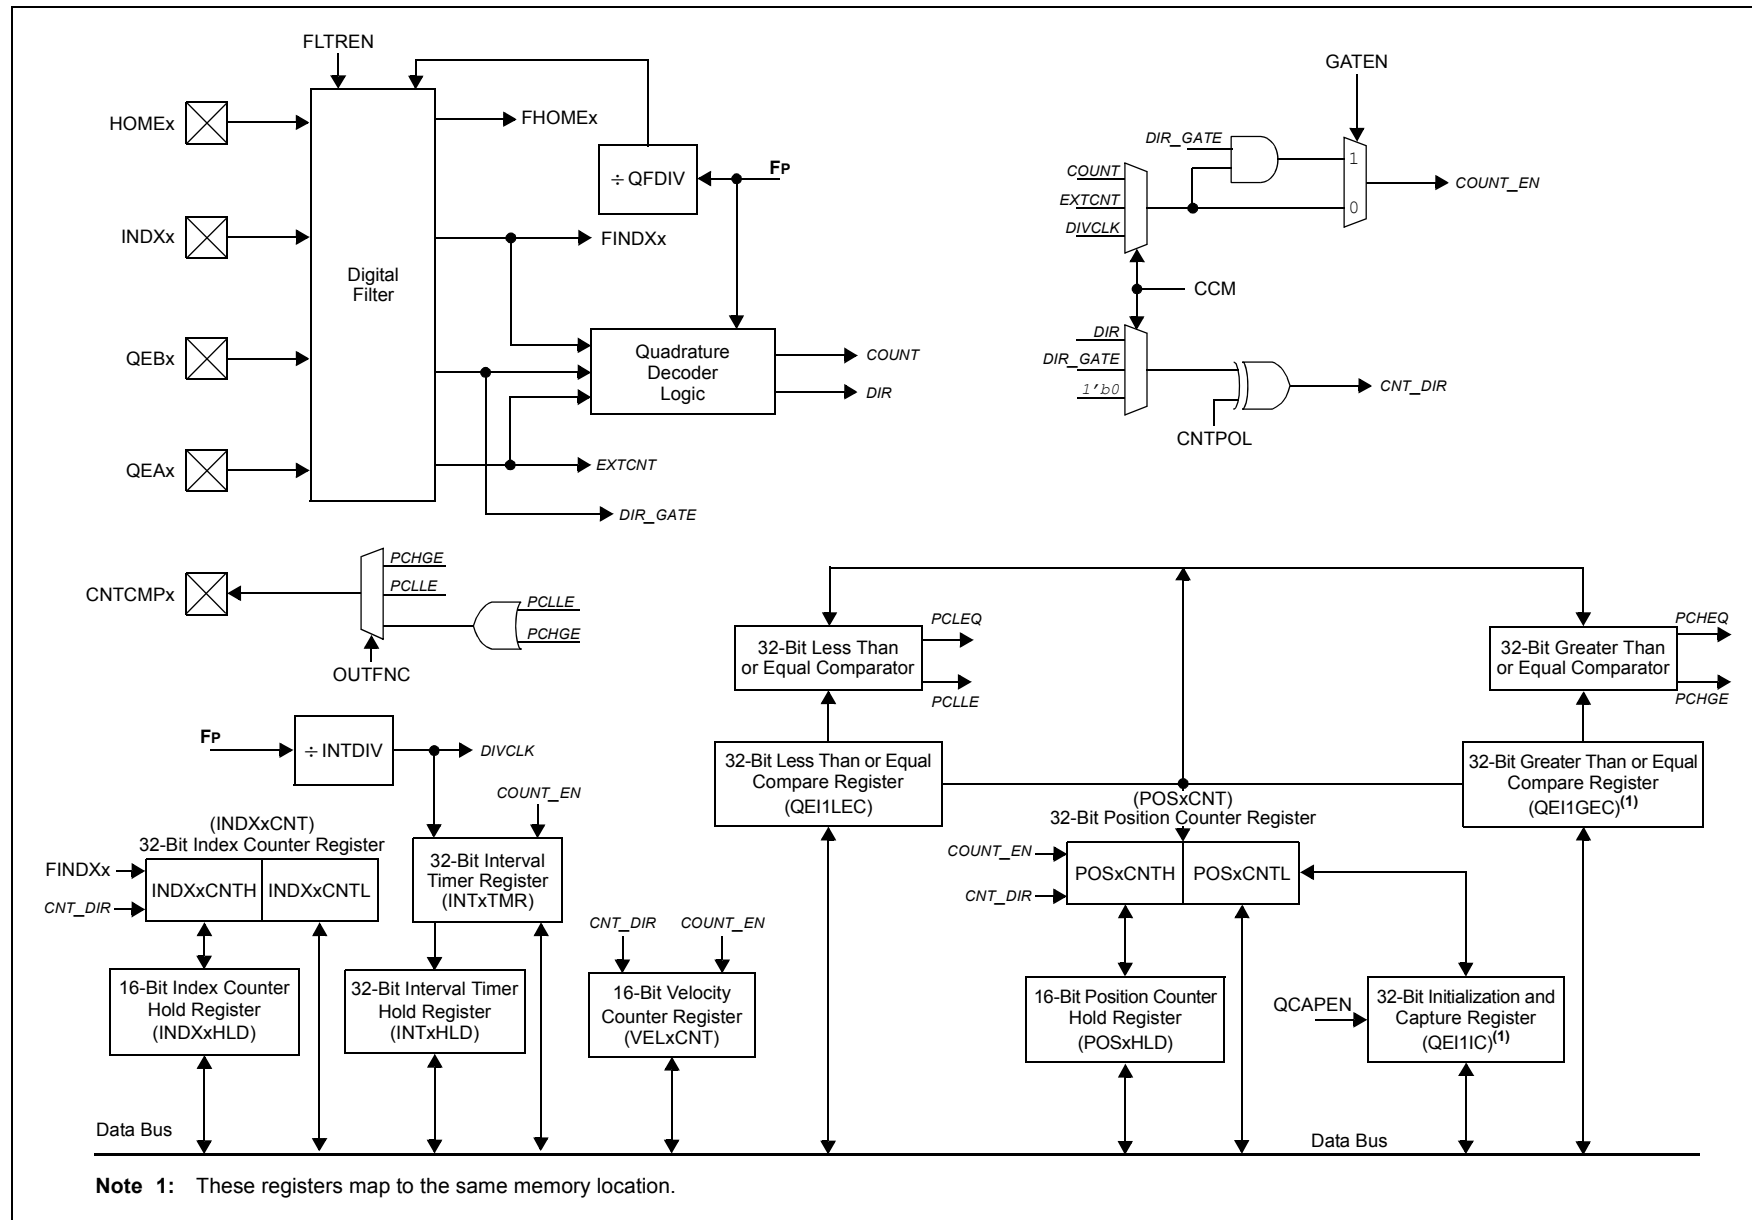 FLTREN
HOMEx
FHOMEx
÷ QFDIV
FP
INDXx
FINDXx
Digital
Filter
QEBx
Quadrature
Decoder
Logic
COUNT
DIR
QEAx
EXTCNT
DIR_GATE
GATEN
DIR_GATE
COUNT
EXTCNT
DIVCLK
1
0
COUNT_EN
CCM
DIR
DIR_GATE
1'b0
CNT_DIR
CNTPOL
CNTCMPx
PCHGE
PCLLE
PCLLE
PCHGE
OUTFNC
32-Bit Less Than
or Equal Comparator
PCLEQ
PCLLE
32-Bit Greater Than
or Equal Comparator
PCHEQ
PCHGE
FP
÷ INTDIV
DIVCLK
COUNT_EN
32-Bit Less Than or Equal
Compare Register
(QEI1LEC)
32-Bit Greater Than or Equal
Compare Register
(QEI1GEC)(1)
(INDXxCNT)
32-Bit Index Counter Register
FINDXx
CNT_DIR
INDXxCNTH
INDXxCNTL
32-Bit Interval
Timer Register
(INTxTMR)
(POSxCNT)
32-Bit Position Counter Register
COUNT_EN
CNT_DIR
POSxCNTH
POSxCNTL
CNT_DIR
COUNT_EN
16-Bit Index Counter
Hold Register
(INDXxHLD)
32-Bit Interval Timer
Hold Register
(INTxHLD)
16-Bit Velocity
Counter Register
(VELxCNT)
16-Bit Position Counter
Hold Register
(POSxHLD)
QCAPEN
32-Bit Initialization and
Capture Register
(QEI1IC)(1)
Data Bus
Data Bus
Note 1: These registers map to the same memory location.